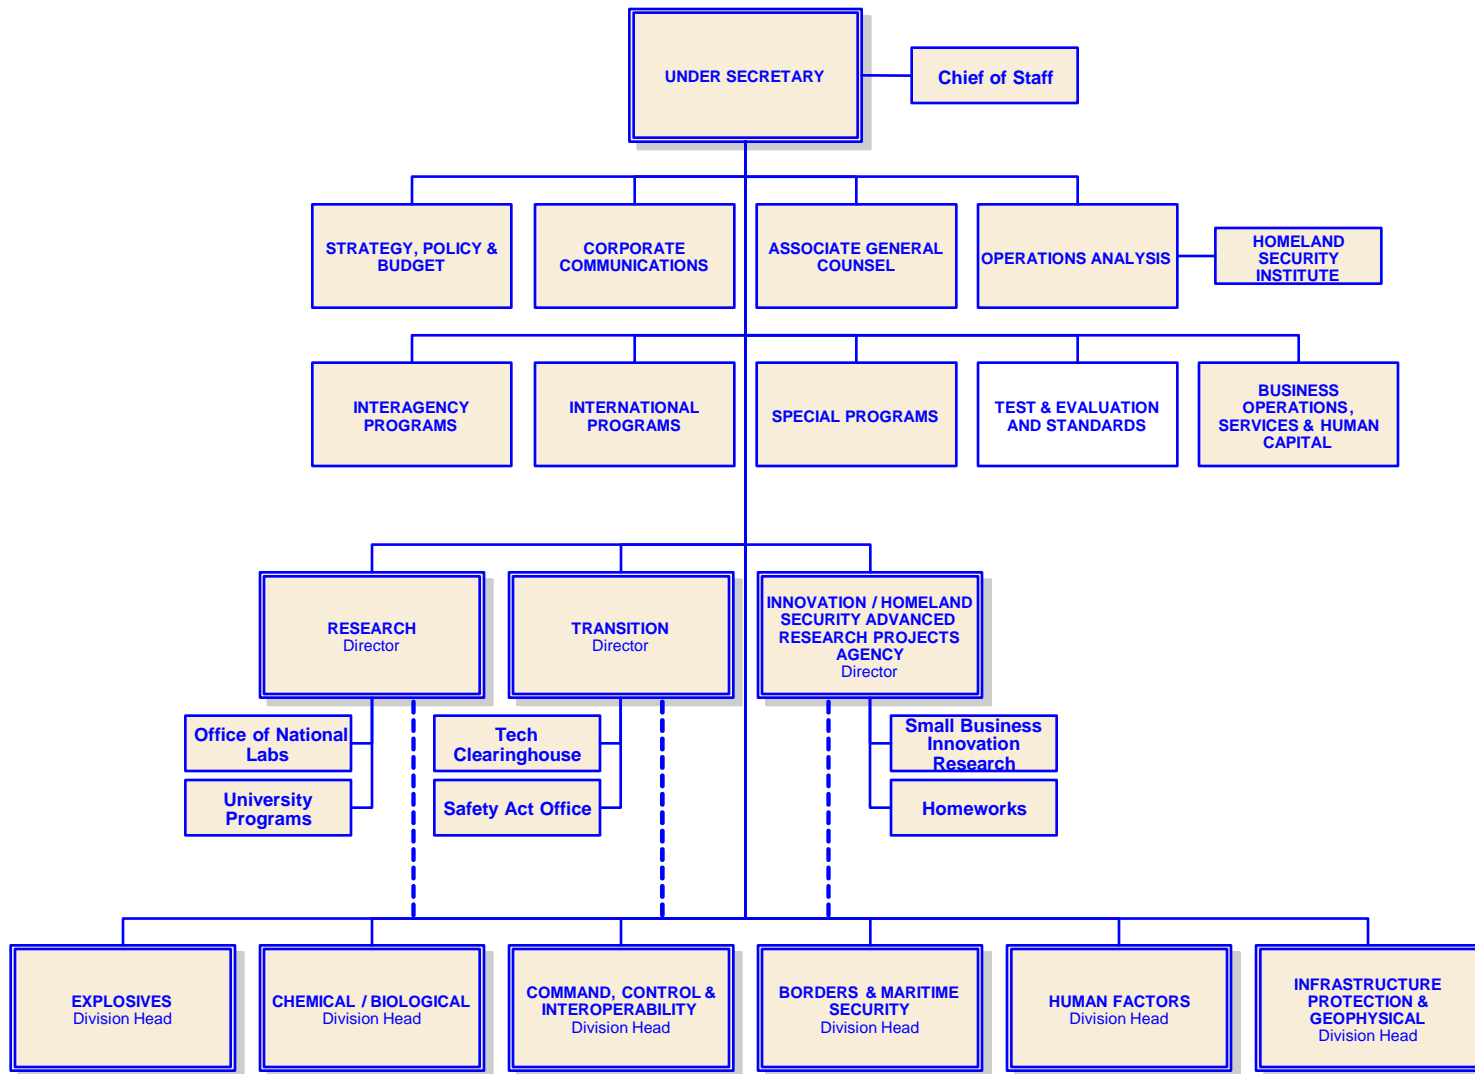 UNDER SECRETARY
Chief of Staff
STRATEGY, POLICY &
BUDGET
CORPORATE
COMMUNICATIONS
ASSOCIATE GENERAL
COUNSEL
OPERATIONS ANALYSIS
HOMELAND
SECURITY
INSTITUTE
INTERAGENCY
PROGRAMS
INTERNATIONAL
PROGRAMS
SPECIAL PROGRAMS
TEST & EVALUATION
AND STANDARDS
BUSINESS
OPERATIONS,
SERVICES & HUMAN
CAPITAL
RESEARCH
Director
TRANSITION
Director
INNOVATION / HOMELAND
SECURITY ADVANCED
RESEARCH PROJECTS
AGENCY
Director
Office of National
Labs
University
Programs
Tech
Clearinghouse
Safety Act Office
Small Business
Innovation
Research
Homeworks
EXPLOSIVES
Division Head
CHEMICAL / BIOLOGICAL
Division Head
COMMAND, CONTROL &
INTEROPERABILITY
Division Head
BORDERS & MARITIME
SECURITY
Division Head
HUMAN FACTORS
Division Head
INFRASTRUCTURE
PROTECTION &
GEOPHYSICAL
Division Head